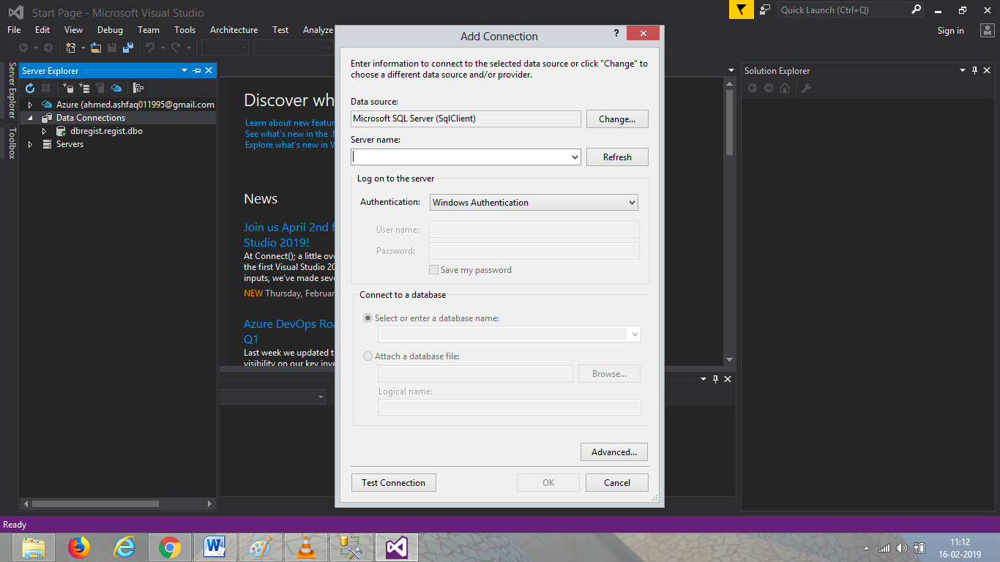 Start Page - Microsoft Visual Studio
Quick Launch (Ctrl+Q)
File Edit View Debug Team Tools Architecture Test Analyze
Sign in
Server Explorer
Toolbox
Server Explorer
Azure (ahmed.ashfaq011995@gmail.com
Data Connections
dbregist.regist.dbo
Servers
Discover wh
Learn about new featur
See what's new in the .N
Explore what's new in V
News
Join us April 2nd f
Studio 2019!
At Connect(); a little ove
the first Visual Studio 20
inputs, we've made seve
NEW Thursday, Februar
Azure DevOps Roa
Q1
Last week we updated t
visibility on our key inve
Add Connection
?
Enter information to connect to the selected data source or click "Change" to
choose a different data source and/or provider.
Data source:
Microsoft SQL Server (SqlClient)
Change...
Server name:
Refresh
Log on to the server
Authentication: Windows Authentication
User name:
Password:
Save my password
Connect to a database
Select or enter a database name:
Attach a database file:
Browse...
Logical name:
Advanced...
Test Connection OK Cancel
Solution Explorer
Ready
11:12
16-02-2019